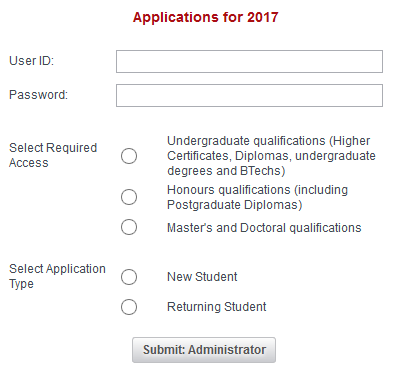 Applications for 2017
User ID:
Password:
Select Required
Access
Undergraduate qualifications (Higher
Certificates, Diplomas, undergraduate
degrees and BTechs)
Honours qualifications (including
Postgraduate Diplomas)
Master's and Doctoral qualifications
Select Application
Type
New Student
Returning Student
Submit: Administrator